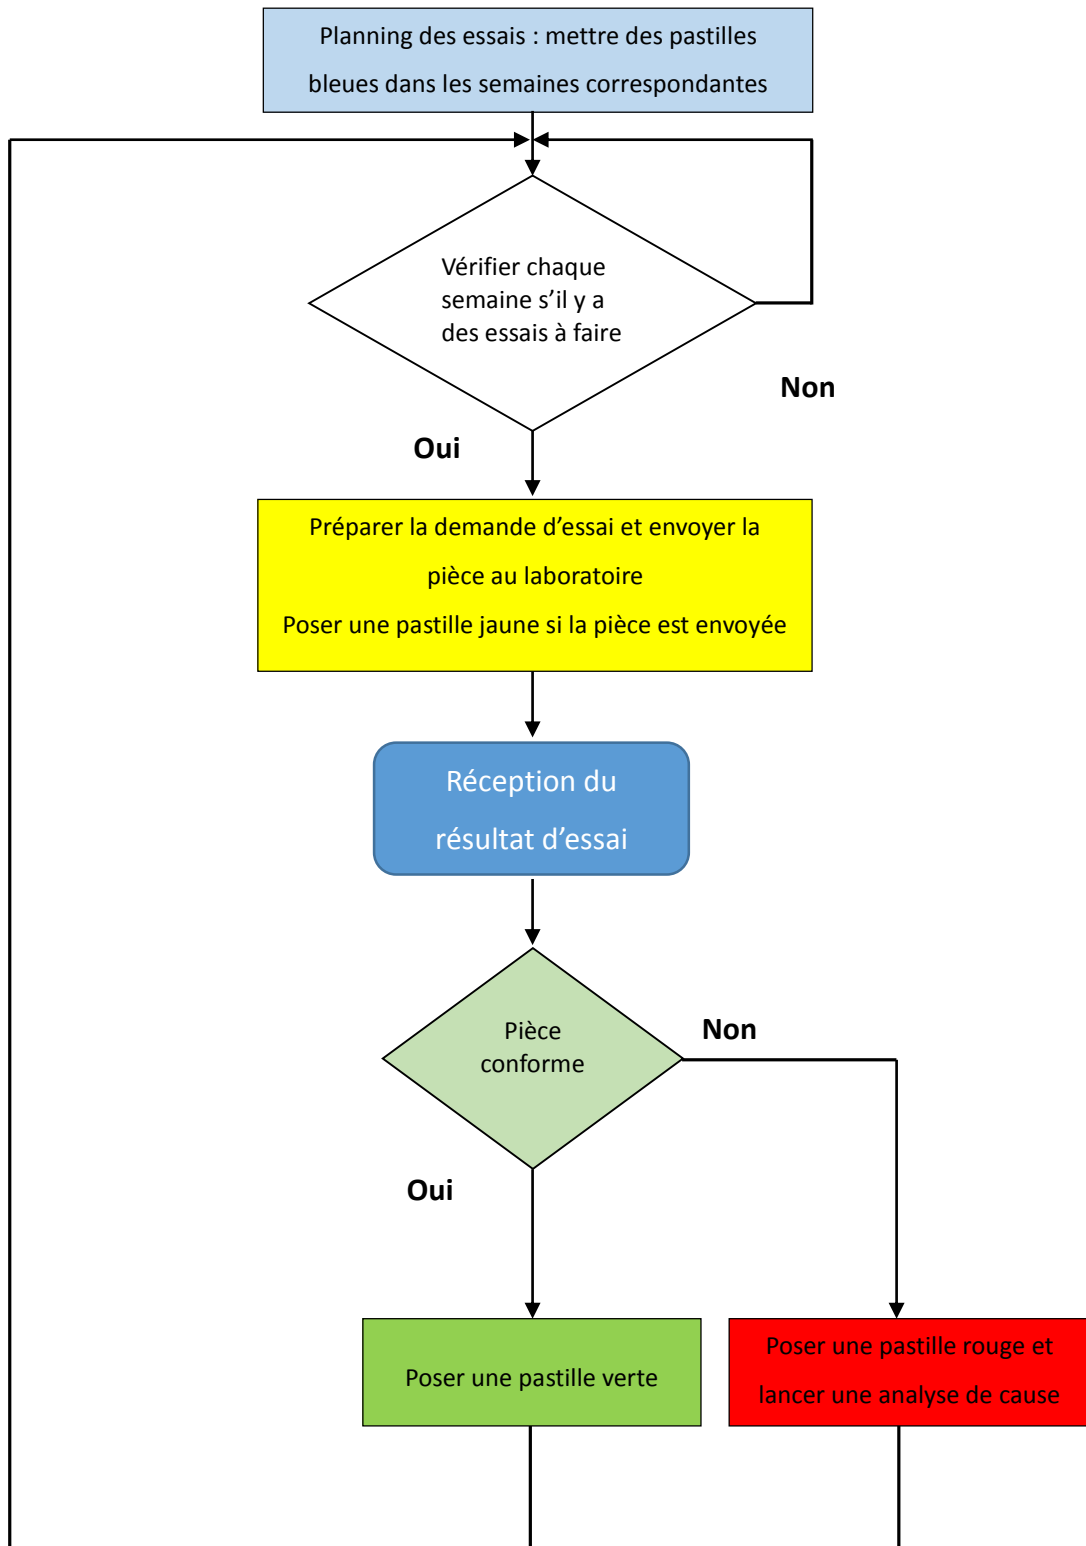 Planning des essais : mettre des pastilles
bleues dans les semaines correspondantes
Vérifier chaque
semaine s’il y a
des essais à faire
Non
Oui
Préparer la demande d’essai et envoyer la
pièce au laboratoire
Poser une pastille jaune si la pièce est envoyée
Réception du
résultat d’essai
Pièce
conforme
Non
Oui
Poser une pastille verte
Poser une pastille rouge et
lancer une analyse de cause